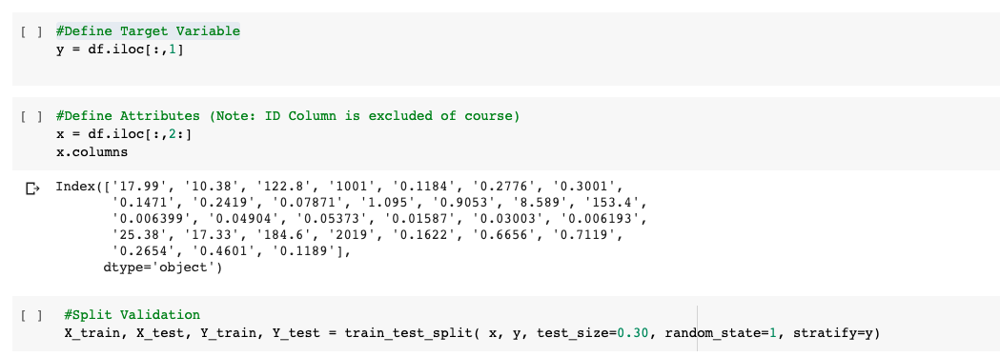 [ ] #Define Target Variable
y = df.iloc[:,1]
[ ] #Define Attributes (Note: ID Column is excluded of course)
x = df.iloc[:,2:]
x.columns
Index(['17.99', '10.38', '122.8', '1001', '0.1184', '0.2776', '0.3001',
'0.1471', '0.2419', '0.07871', '1.095', '0.9053', '8.589', '153.4',
'0.006399', '0.04904', '0.05373', '0.01587', '0.03003', '0.006193',
'25.38', '17.33', '184.6', '2019', '0.1622', '0.6656', '0.7119',
'0.2654', '0.4601', '0.1189'],
dtype='object')
[ ] #Split Validation
X_train, X_test, Y_train, Y_test = train_test_split( x, y, test_size=0.30, random_state=1, stratify=y)